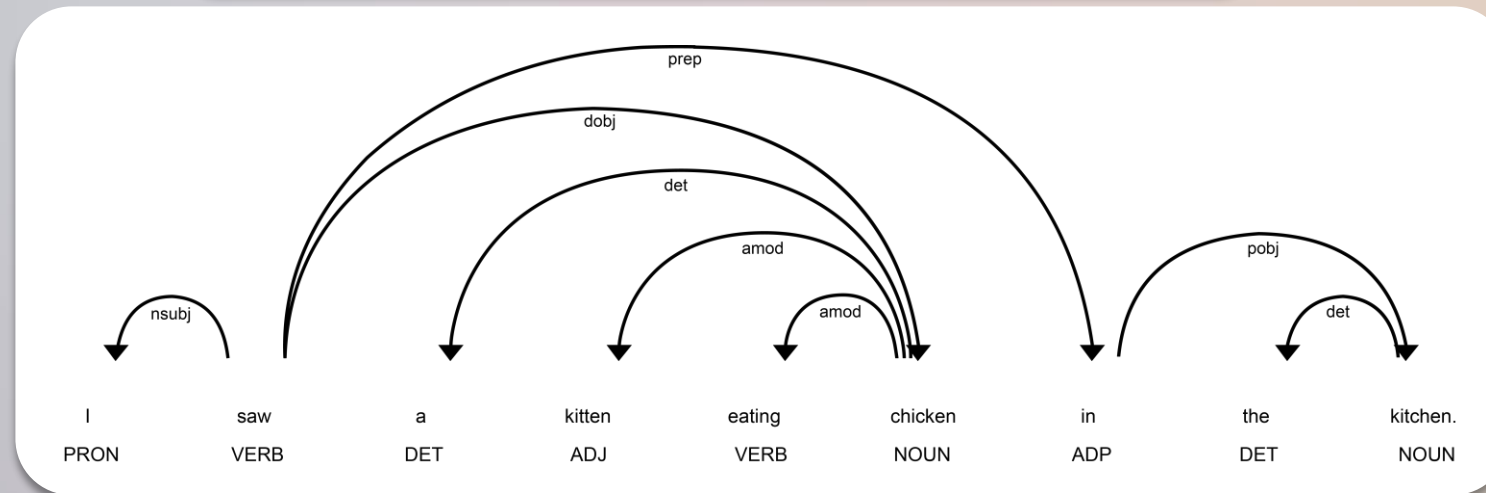 prep
dobj
det
amod
pobj
nsubj
amod
det
I saw a kitten eating chicken in the kitchen.
PRON VERB DET ADJ VERB NOUN ADP DET NOUN